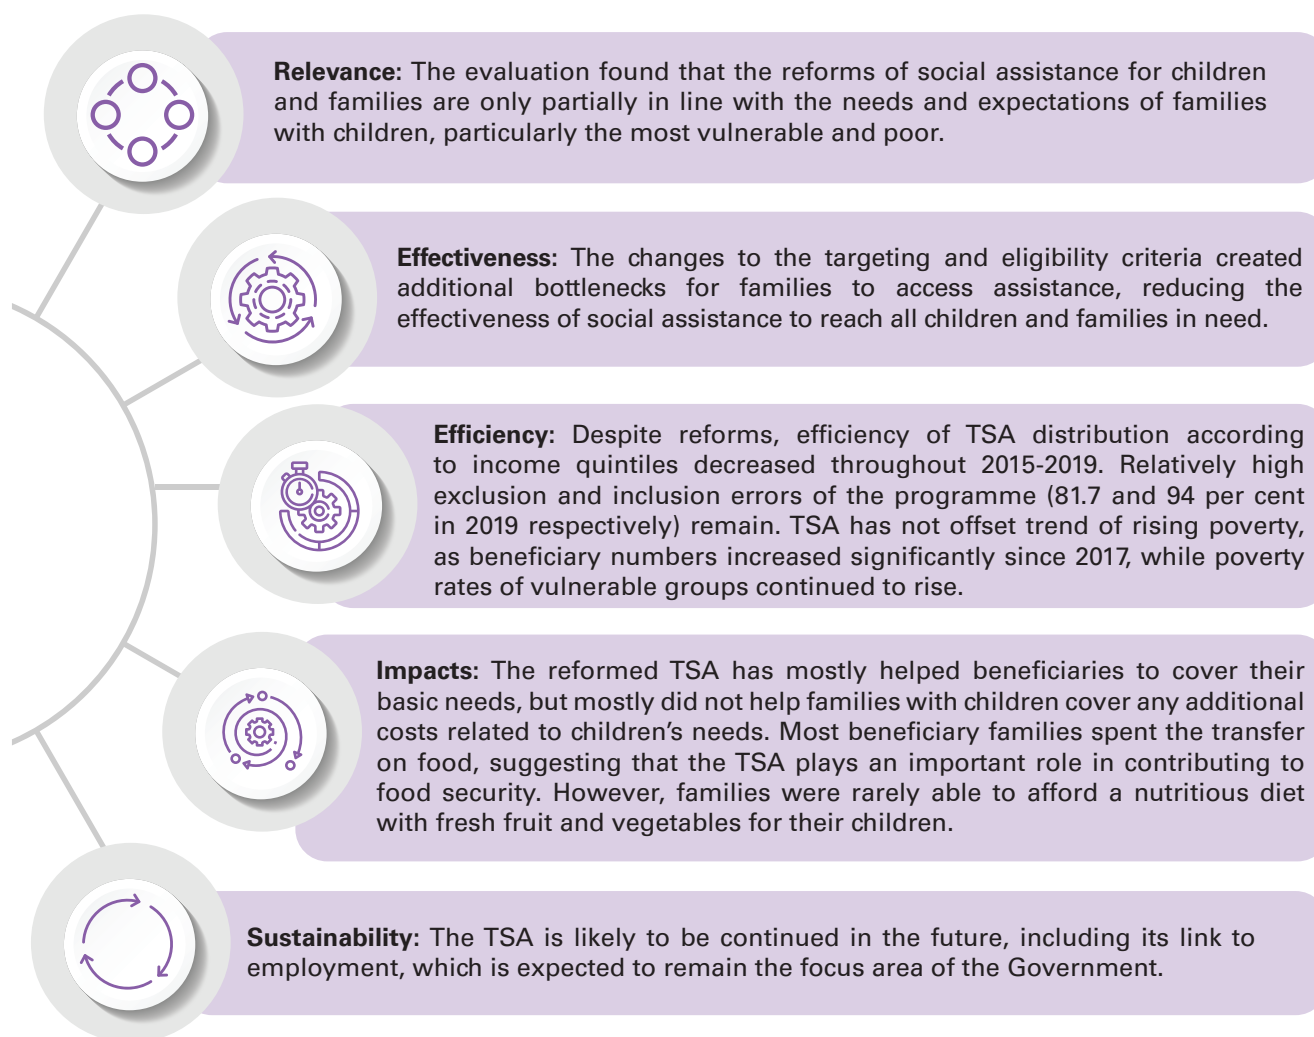 Relevance: The evaluation found that the reforms of social assistance for children
and families are only partially in line with the needs and expectations of families
with children, particularly the most vulnerable and poor.
Effectiveness: The changes to the targeting and eligibility criteria created
additional bottlenecks for families to access assistance, reducing the
effectiveness of social assistance to reach all children and families in need.
Efficiency: Despite reforms, efficiency of TSA distribution according
to income quintiles decreased throughout 2015-2019. Relatively high
exclusion and inclusion errors of the programme (81.7 and 94 per cent
in 2019 respectively) remain. TSA has not offset trend of rising poverty,
as beneficiary numbers increased significantly since 2017, while poverty
rates of vulnerable groups continued to rise.
Impacts: The reformed TSA has mostly helped beneficiaries to cover their
basic needs, but mostly did not help families with children cover any additional
costs related to children’s needs. Most beneficiary families spent the transfer
on food, suggesting that the TSA plays an important role in contributing to
food security. However, families were rarely able to afford a nutritious diet
with fresh fruit and vegetables for their children.
Sustainability: The TSA is likely to be continued in the future, including its link to
employment, which is expected to remain the focus area of the Government.